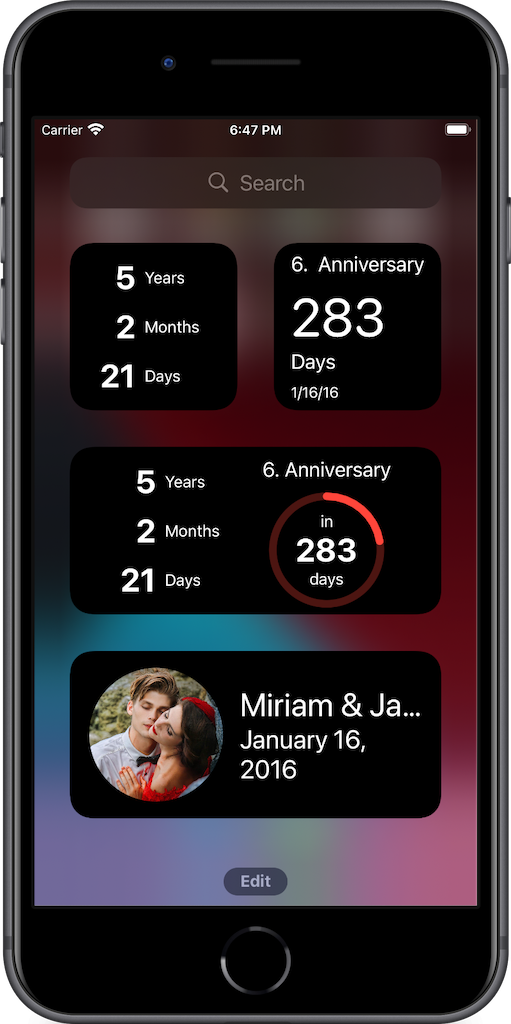 Carrier 6:47 PM
Search
5 Years
2 Months
21 Days
6. Anniversary
283
Days
1/16/16
5 Years
2 Months
21 Days
6. Anniversary
in
283
days
Miriam & Ja...
January 16,
2016
Edit